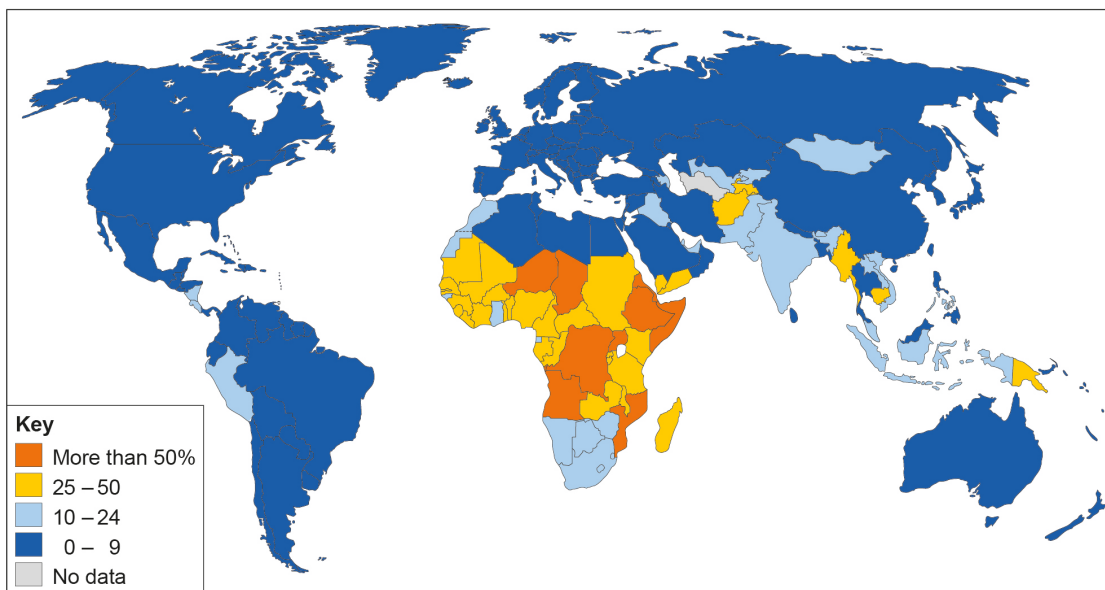 Key
More than 50%
25 – 50
10 – 24
0 – 9
No data